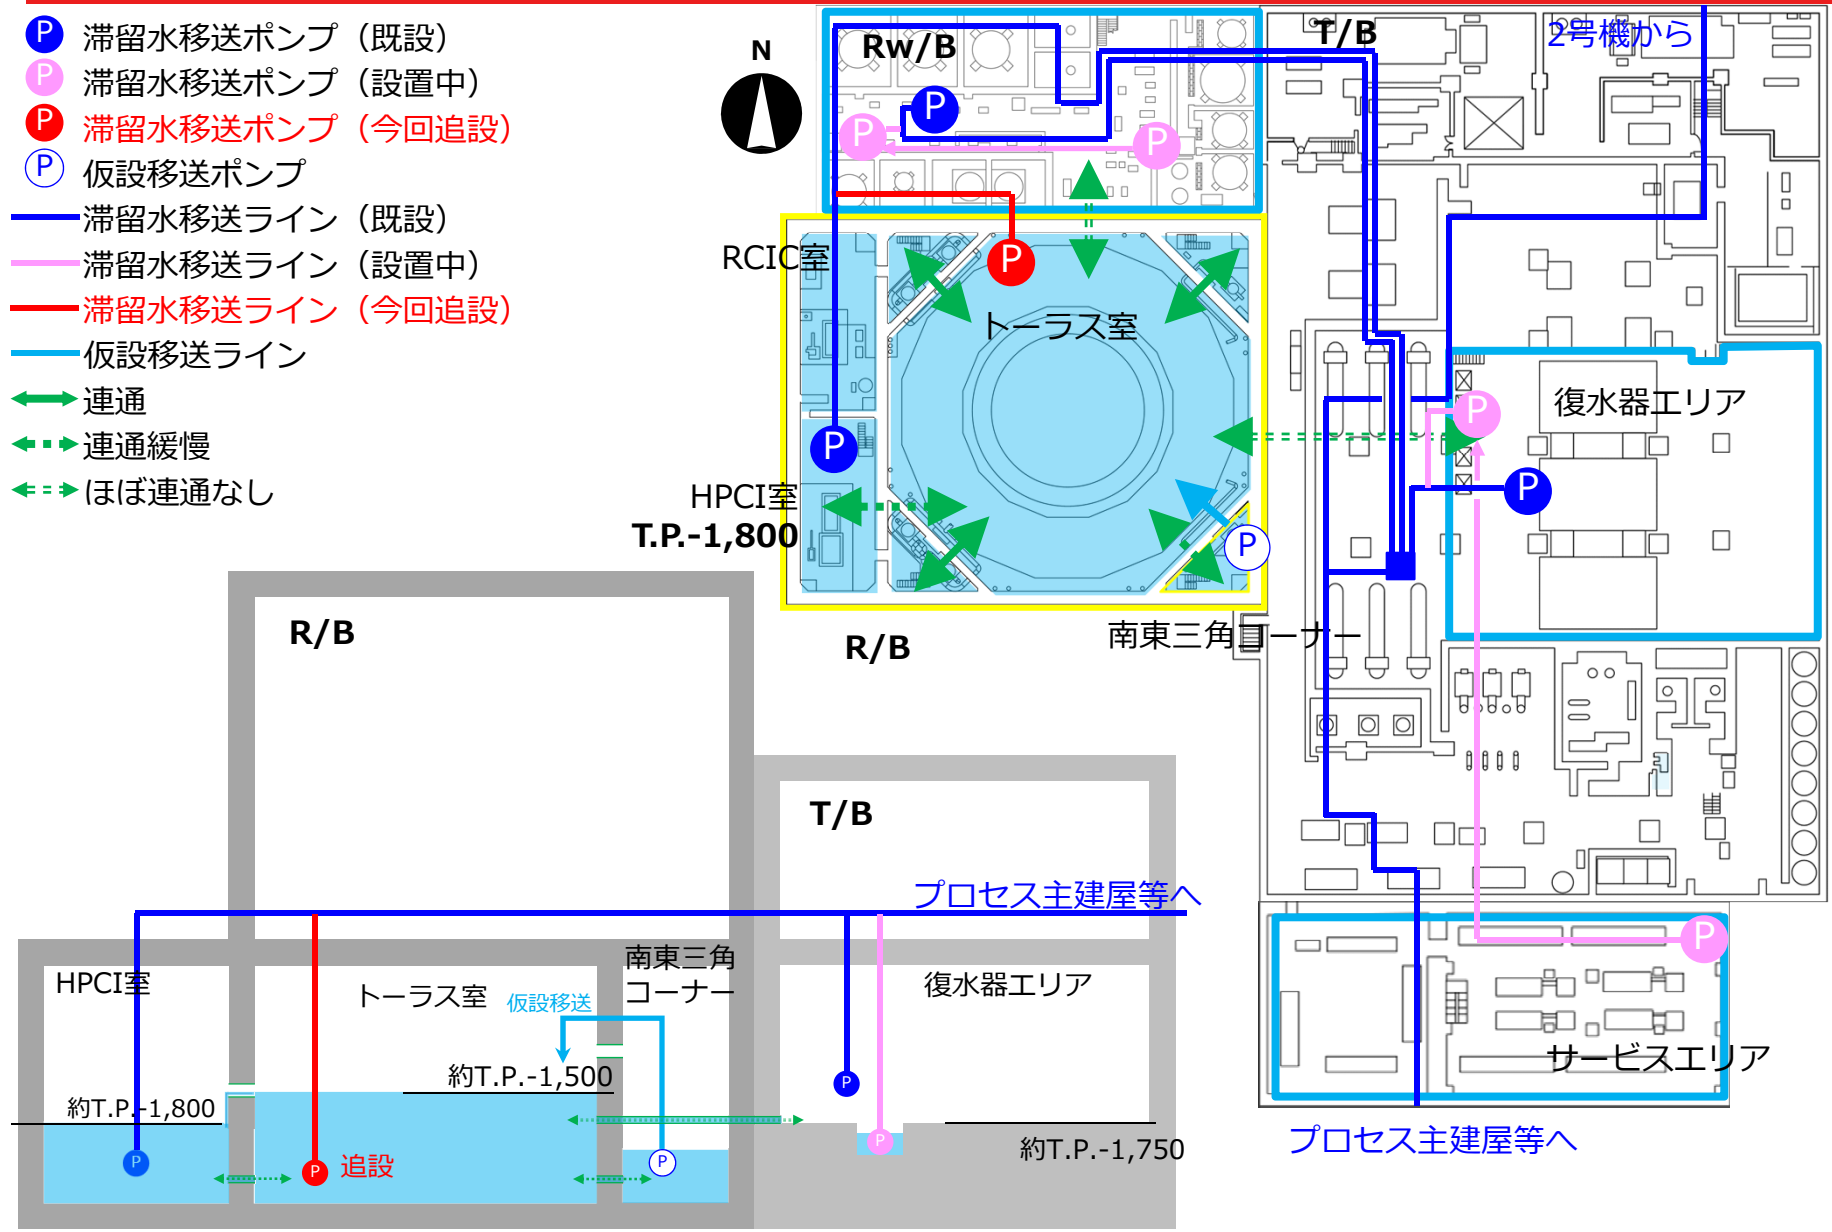 P 滞留水移送ポンプ（既設）
P 滞留水移送ポンプ（設置中）
P 滞留水移送ポンプ（今回追設）
P 仮設移送ポンプ
滞留水移送ライン（既設）
滞留水移送ライン（設置中）
滞留水移送ライン（今回追設）
仮設移送ライン
連通
連通緩慢
ほぼ連通なし
N
Rw/B
T/B
2号機から
P
P
P
RCIC室
P
トーラス室
P
HPCI室
T.P.-1,800
P
復水器エリア
P
P
南東三角コーナー
R/B
P
サービスエリア
プロセス主建屋等へ
R/B
T/B
プロセス主建屋等へ
HPCI室
トーラス室
仮設移送
南東三角
コーナー
復水器エリア
約T.P.-1,500
約T.P.-1,800
約T.P.-1,750
P
P
追設
P
P
P